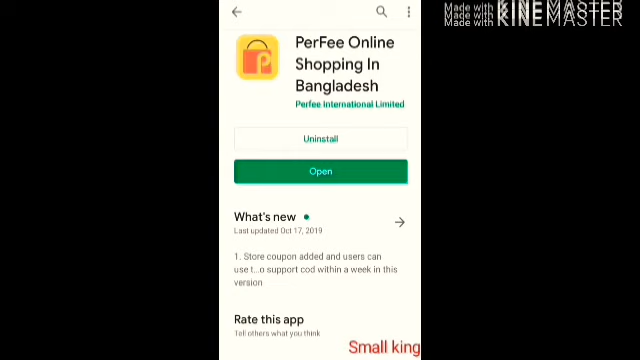 Made with KINEMASTER
Made with KINEMASTER
PerFee Online
Shopping In
Bangladesh
Perfee International Limited
Uninstall
Open
What's new
Last updated Oct 17, 2019
1. Store coupon added and users can
use t...o support cod within a week in this
version
Rate this app
Tell others what you think
Small king